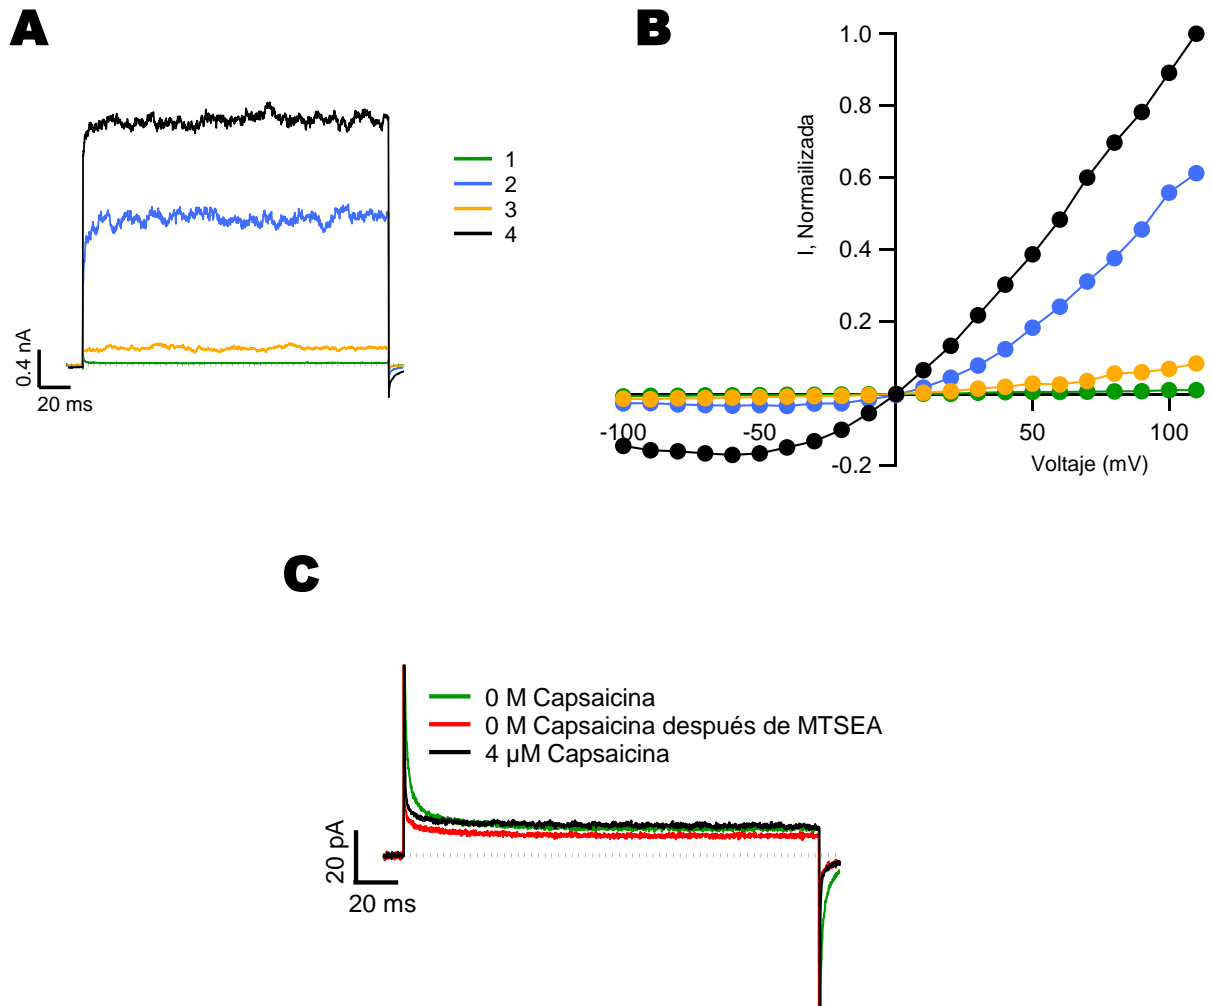 A
B
1
2
3
4
0.4 nA
20 ms
1.0
0.8
0.6
0.4
0.2
-0.2
I, Normailizada
-100
-50
50
100
Voltaje (mV)
C
0 M Capsaicina
0 M Capsaicina después de MTSEA
4 µM Capsaicina
20 pA
20 ms